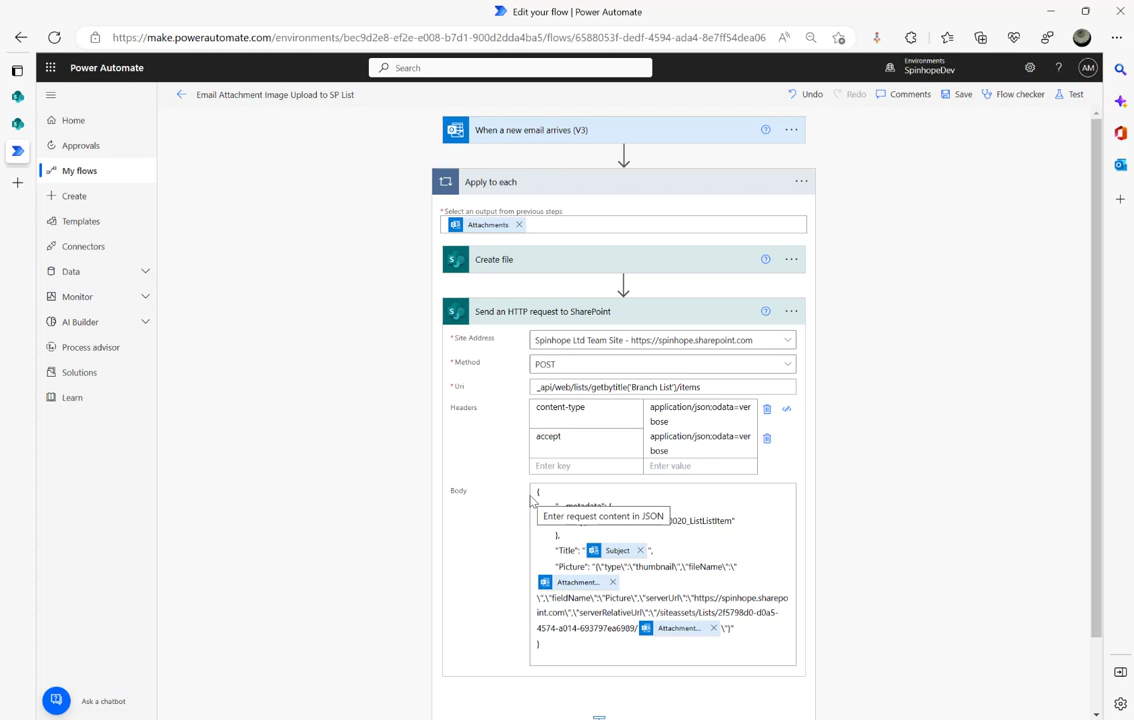 Edit your flow | Power Automate
https://make.powerautomate.com/environments/bec9d2e8-ef2e-e008-b7d1-900d2dda4ba5/flows/6588053f-dedf-4594-ada4-8e7ff54dea06
Power Automate
Search
Environments
SpinhopeDev
AM
Email Attachment Image Upload to SP List
Undo
Redo
Comments
Save
Flow checker
Test
Home
Approvals
My flows
Create
Templates
Connectors
Data
Monitor
AI Builder
Process advisor
Solutions
Learn
Ask a chatbot
When a new email arrives (V3)
Apply to each
* Select an output from previous steps
Attachments
Create file
Send an HTTP request to SharePoint
* Site Address
Spinhope Ltd Team Site - https://spinhope.sharepoint.com
* Method
POST
* Uri
_api/web/lists/getbytitle('Branch List')/items
Headers
content-type
application/json;odata=ver
bose
accept
application/json;odata=ver
bose
Enter key
Enter value
Body
{
Enter request content in JSON
020_ListListItem"
},
"Title": " Subject ",
"Picture": "{\"type\":\"thumbnail\",\"fileName\":\"
Attachment...
\",\"fieldName\":\"Picture\",\"serverUrl\":\"https://spinhope.sharepo
int.com\",\"serverRelativeUrl\":\"/siteassets/Lists/2f5798d0-d0a5-
4574-a014-693797ea6989/ Attachment... \"}"
}